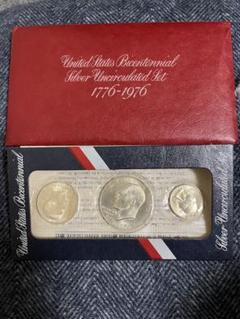 United States Bicentennial
Silver Uncirculated Set
1776-1976
United States Bicentennial
Silver Uncirculated